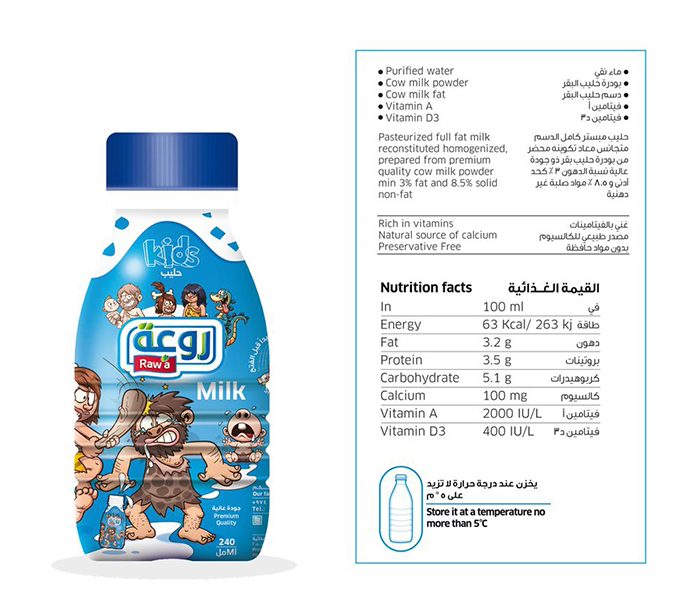 kids
حليب
روعة
Raw'a
يرج قبل الفتح
Milk
جودة عالية
Premium
Quality
240
مل Ml
Our Fa
Tel.:
• Purified water
• Cow milk powder
• Cow milk fat
• Vitamin A
• Vitamin D3
• ماء نقي
• بودرة حليب البقر
• دسم حليب البقر
• فيتامين أ
• فيتامين د٣
Pasteurized full fat milk
reconstituted homogenized,
prepared from premium
quality cow milk powder
min 3% fat and 8.5% solid
non-fat
حليب مبستر كامل الدسم
متجانس معاد تكوينه محضر
من بودرة حليب بقر ذو جودة
عالية نسبة الدهون ٣٪ كحد
أدنى و ٨.٥٪ مواد صلبة غير
دهنية
Rich in vitamins
Natural source of calcium
Preservative Free
غني بالفيتامينات
مصدر طبيعي للكالسيوم
بدون مواد حافظة
Nutrition facts القيمة الغـذائية
In 100 ml في
Energy 63 Kcal/ 263 kj طاقة
Fat 3.2 g دهون
Protein 3.5 g بروتينات
Carbohydrate 5.1 g كربوهيدرات
Calcium 100 mg كالسيوم
Vitamin A 2000 IU/L فيتامين أ
Vitamin D3 400 IU/L فيتامين د٣
يخزن عند درجة حرارة لا تزيد
على ٥° م
Store it at a temperature no
more than 5°C